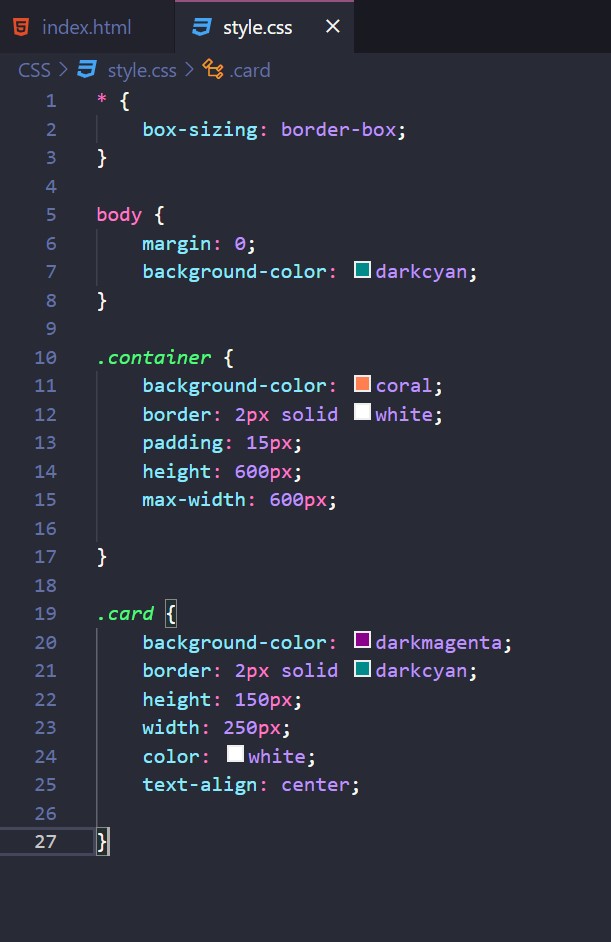 index.html style.css ×
CSS > style.css > .card
1 * {
2     box-sizing: border-box;
3 }
4
5 body {
6     margin: 0;
7     background-color: darkcyan;
8 }
9
10 .container {
11     background-color: coral;
12     border: 2px solid white;
13     padding: 15px;
14     height: 600px;
15     max-width: 600px;
16
17 }
18
19 .card {
20     background-color: darkmagenta;
21     border: 2px solid darkcyan;
22     height: 150px;
23     width: 250px;
24     color: white;
25     text-align: center;
26
27 }